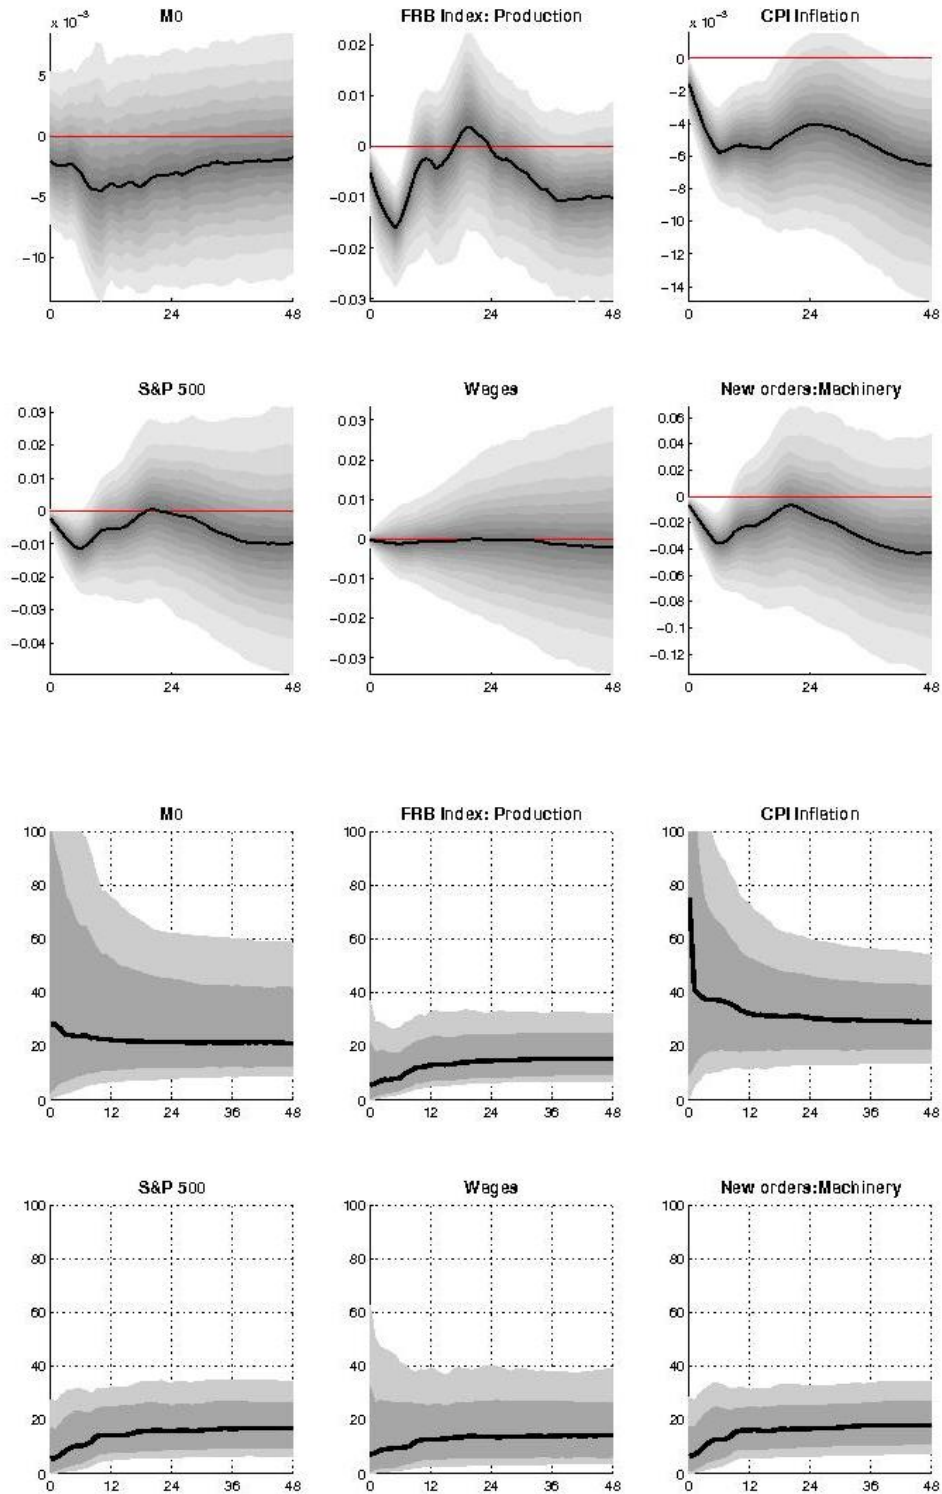 M0 FRB Index: Production CPI Inflation
x 10⁻³ x 10⁻³
5
0
−5
−10
0 24 48
0.02
0.01
0
−0.01
−0.02
−0.03
0 24 48
0
−2
−4
−6
−8
−10
−12
−14
0 24 48
S&P 500 Wages New orders:Machinery
0.03
0.02
0.01
0
−0.01
−0.02
−0.03
−0.04
0 24 48
0.03
0.02
0.01
0
−0.01
−0.02
−0.03
0 24 48
0.06
0.04
0.02
0
−0.02
−0.04
−0.06
−0.08
−0.1
−0.12
0 24 48
M0 FRB Index: Production CPI Inflation
100 100 100
80 80 80
60 60 60
40 40 40
20 20 20
0 0 0
0 12 24 36 48 0 12 24 36 48 0 12 24 36 48
S&P 500 Wages New orders:Machinery
100 100 100
80 80 80
60 60 60
40 40 40
20 20 20
0 0 0
0 12 24 36 48 0 12 24 36 48 0 12 24 36 48